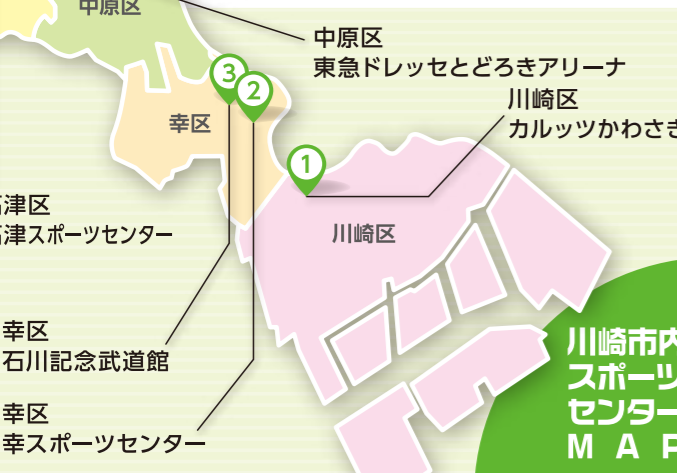 中原区
中原区
東急ドレッセとどろきアリーナ
川崎区
カルッツかわさき
3
2
幸区
1
川崎区
津区
津スポーツセンター
幸区
石川記念武道館
幸区
幸スポーツセンター
川崎市内
スポーツ
センター
MAP